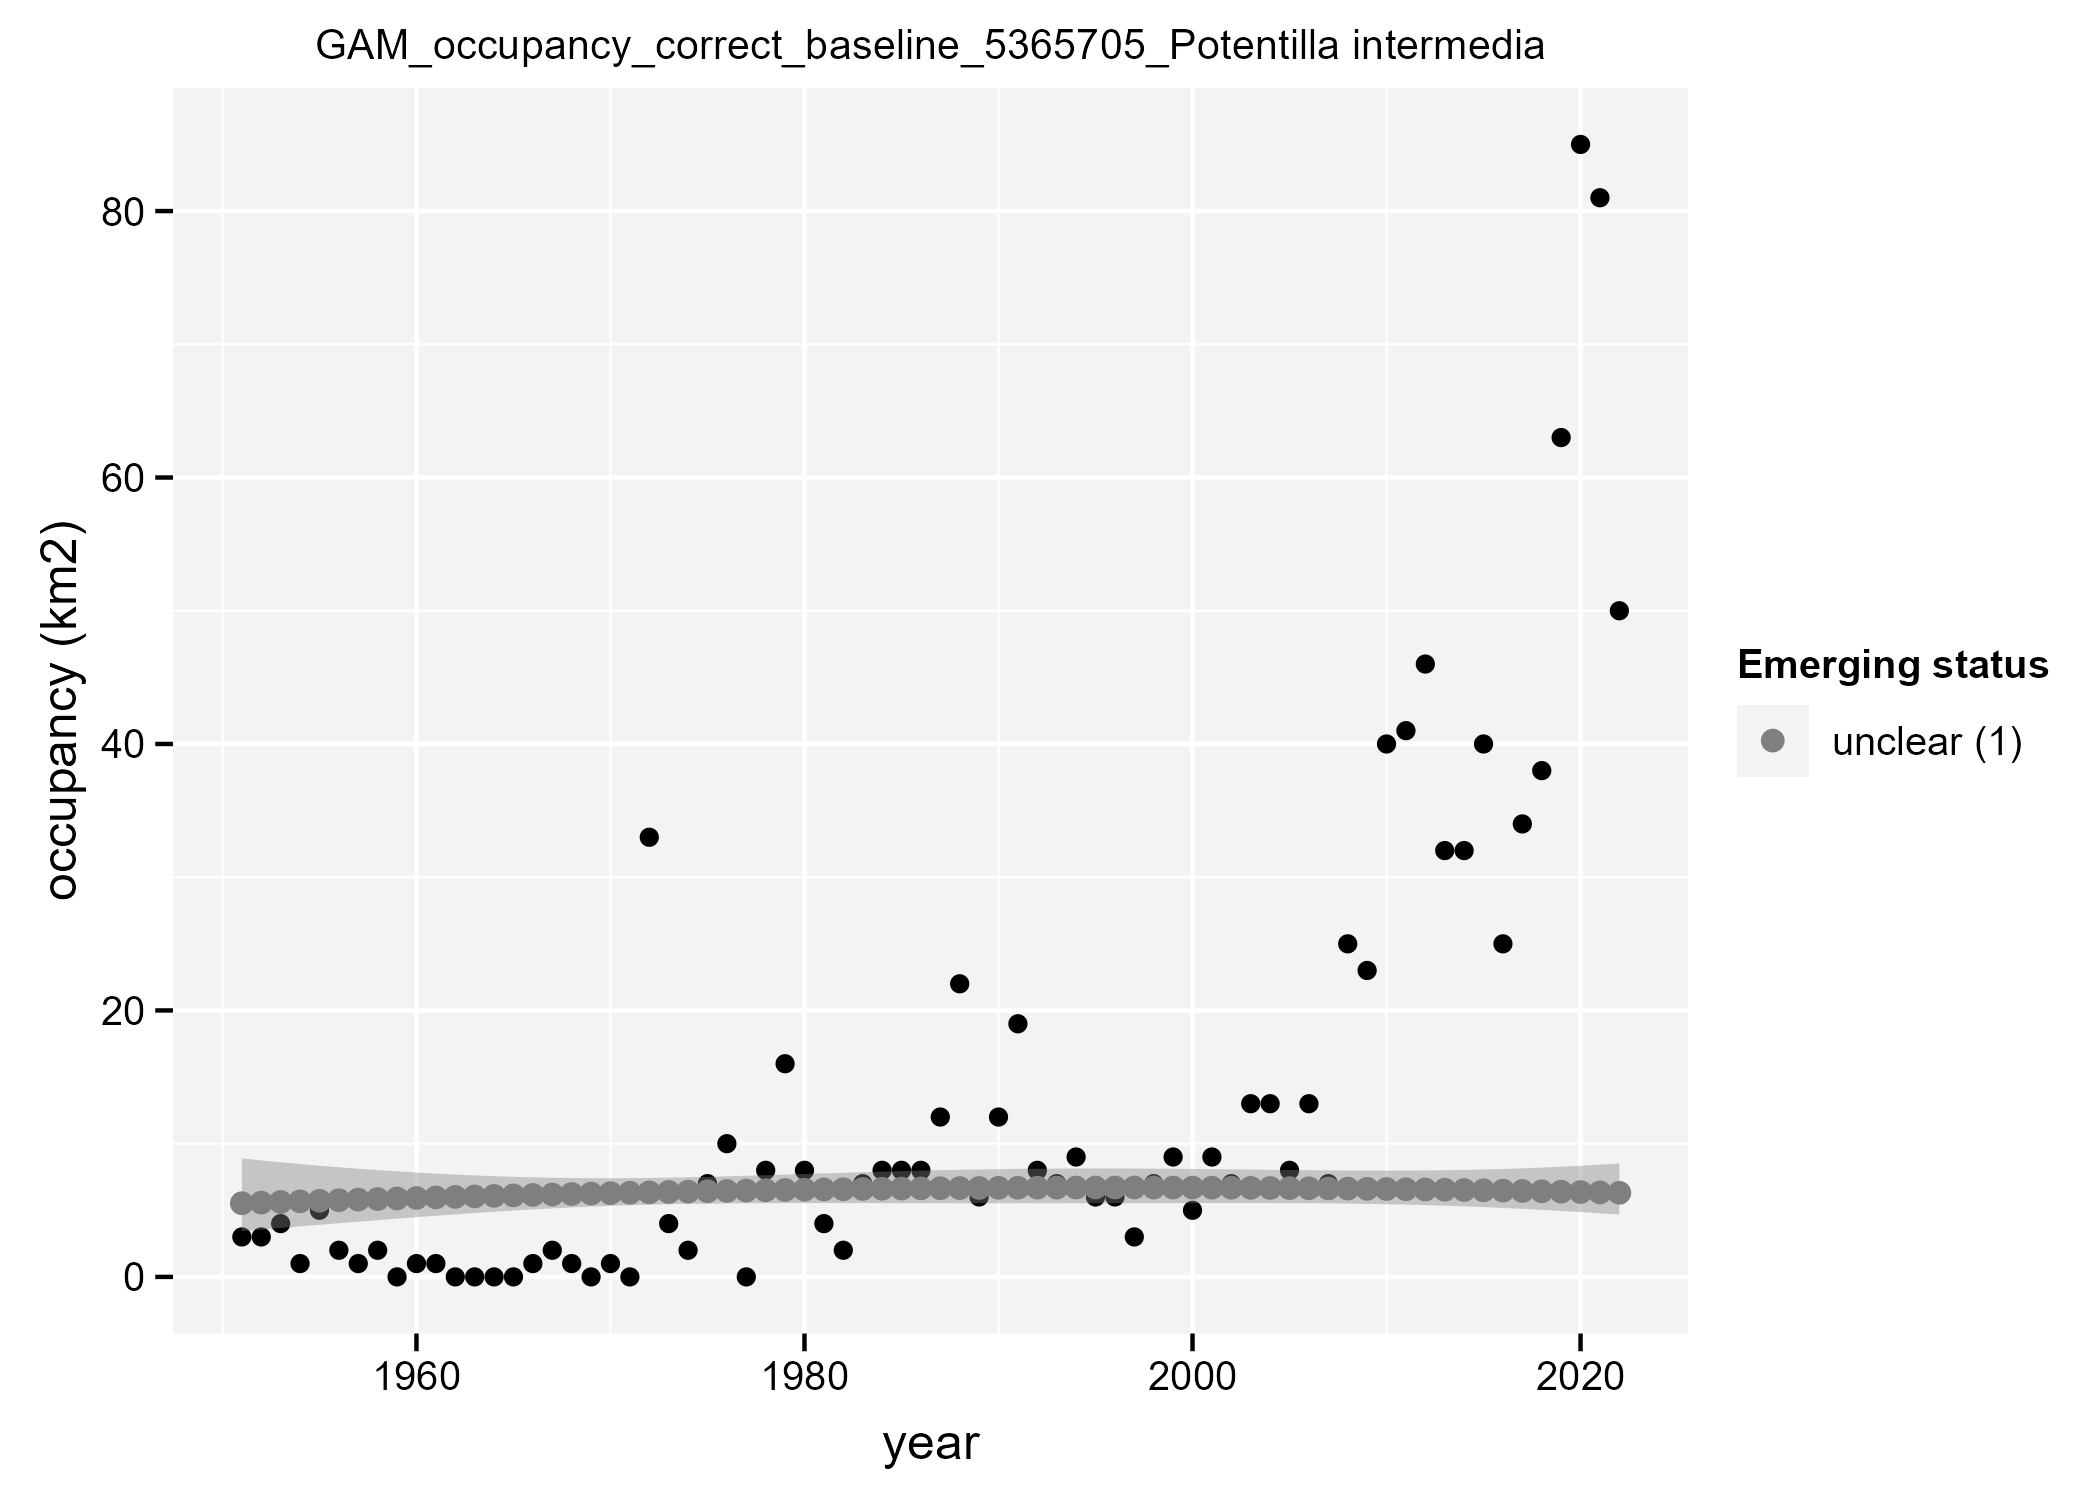 GAM_occupancy_correct_baseline_5365705_Potentilla intermedia
80
60
40
20
0
occupancy (km2)
1960
1980
2000
2020
year
Emerging status
unclear (1)